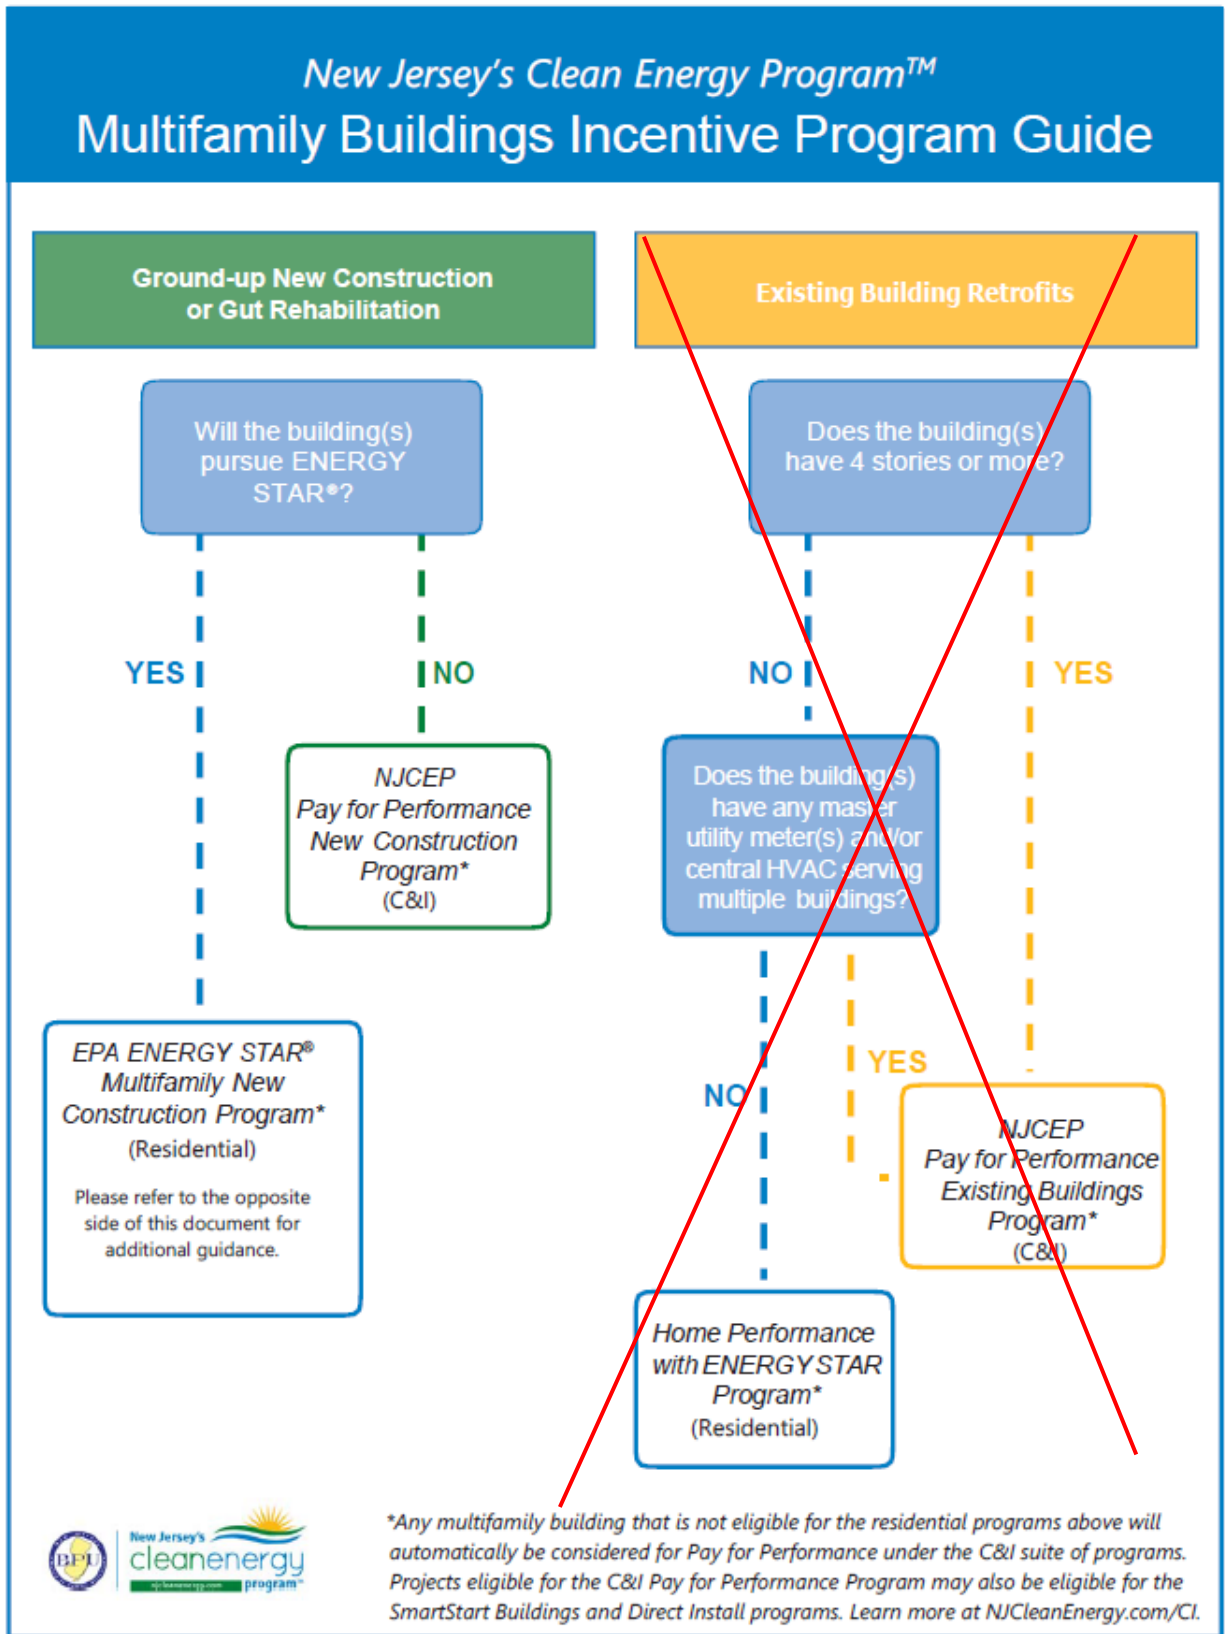 New Jersey's Clean Energy Program™
Multifamily Buildings Incentive Program Guide
Ground-up New Construction
or Gut Rehabilitation
Will the building(s)
pursue ENERGY
STAR®?
YES
NO
NJCEP
Pay for Performance
New Construction
Program*
(C&I)
EPA ENERGY STAR®
Multifamily New
Construction Program*
(Residential)
Please refer to the opposite
side of this document for
additional guidance.
Existing Building Retrofits
Does the building(s)
have 4 stories or more?
NO
YES
Does the building(s)
have any master
utility meter(s) and/or
central HVAC serving
multiple buildings?
NO
YES
NJCEP
Pay for Performance
Existing Buildings
Program*
(C&I)
Home Performance
with ENERGY STAR
Program*
(Residential)
BPU
New Jersey's
cleanenergy
njcleanenergy.com
program™
*Any multifamily building that is not eligible for the residential programs above will
automatically be considered for Pay for Performance under the C&I suite of programs.
Projects eligible for the C&I Pay for Performance Program may also be eligible for the
SmartStart Buildings and Direct Install programs. Learn more at NJCleanEnergy.com/CI.